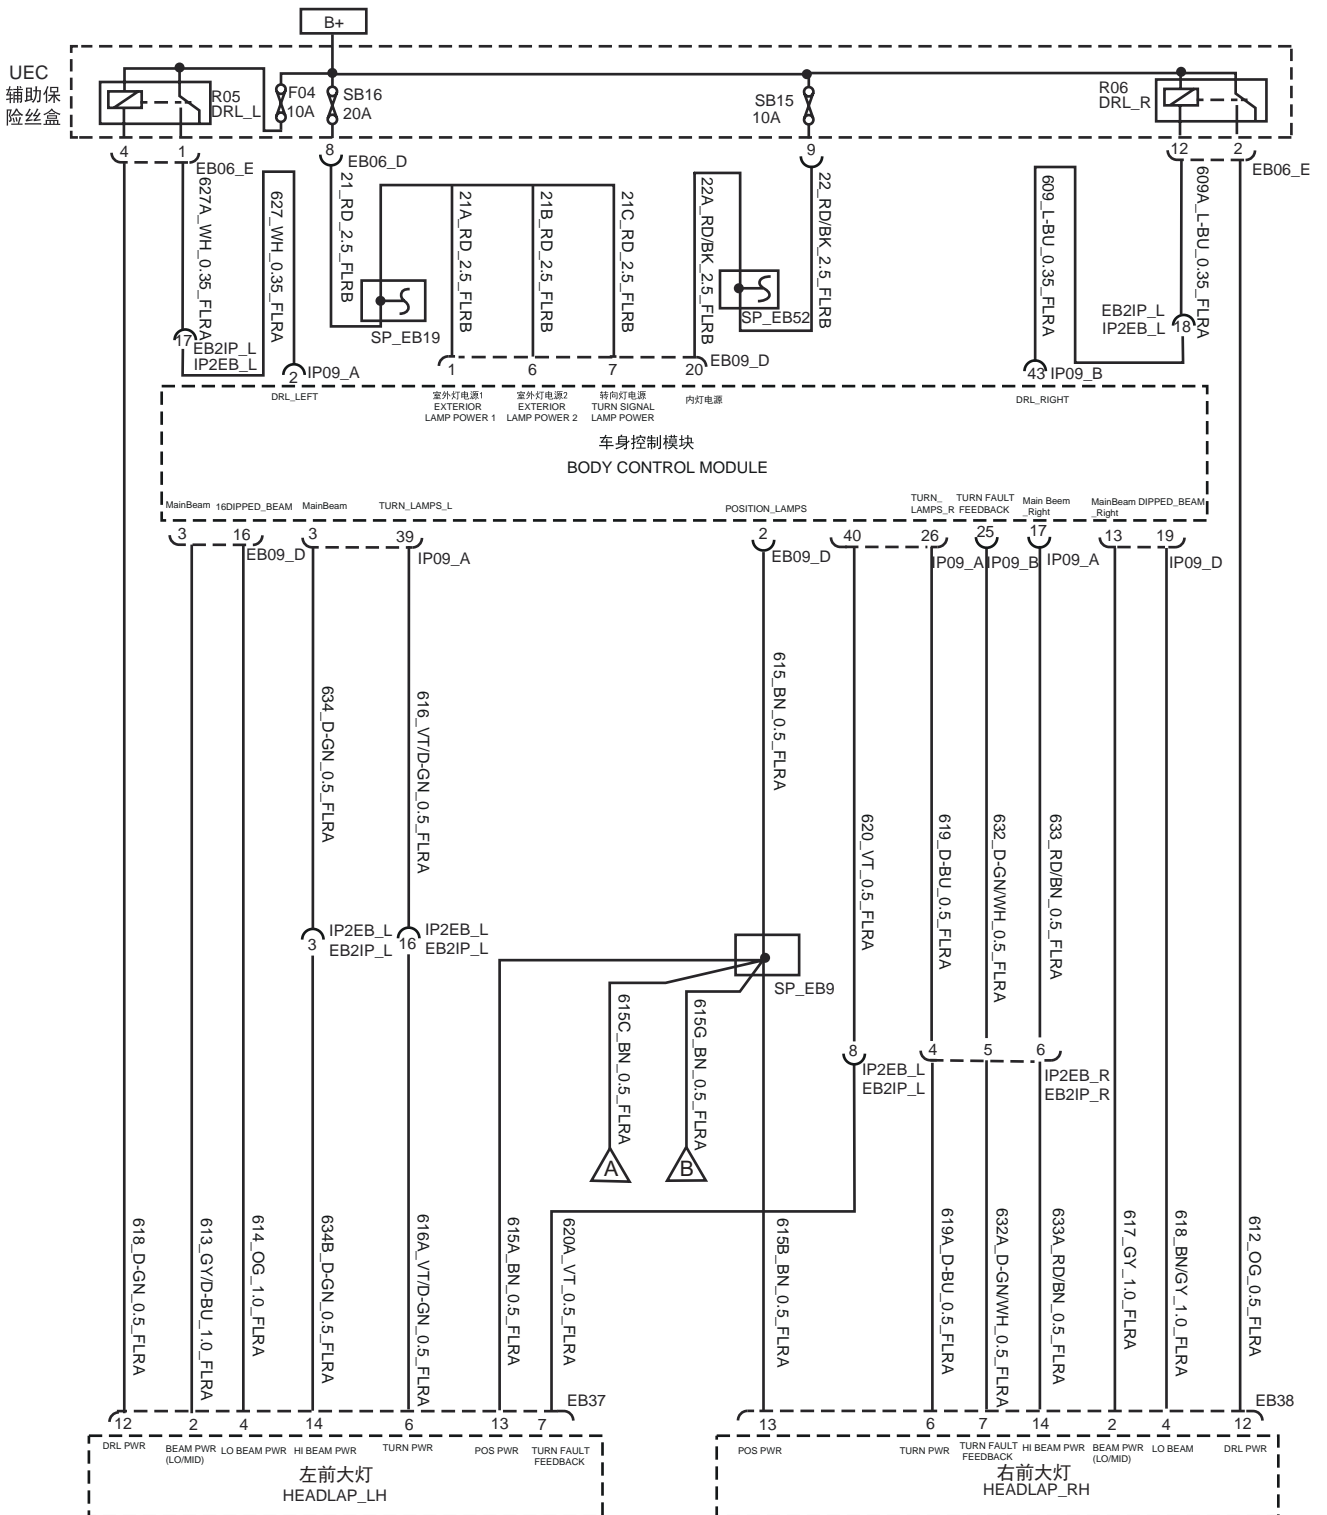 B+
UEC
辅助保
险丝盒
R05
DRL_L
F04
10A
SB16
20A
SB15
10A
R06
DRL_R
4
1
EB06_E
8
EB06_D
9
12
2
EB06_E
627A_WH_0.35_FLRA
627_WH_0.35_FLRA
21_RD_2.5_FLRB
21A_RD_2.5_FLRB
21B_RD_2.5_FLRB
21C_RD_2.5_FLRB
22A_RD/BK_2.5_FLRB
22_RD/BK_2.5_FLRB
609_L-BU_0.35_FLRA
609A_L-BU_0.35_FLRA
SP_EB19
SP_EB52
17
EB2IP_L
IP2EB_L
2
IP09_A
1
6
7
20
EB09_D
EB2IP_L
IP2EB_L
18
43
IP09_B
DRL_LEFT
室外灯电源1
EXTERIOR
LAMP POWER 1
室外灯电源2
EXTERIOR
LAMP POWER 2
转向灯电源
TURN SIGNAL
LAMP POWER
内灯电源
DRL_RIGHT
车身控制模块
BODY CONTROL MODULE
MainBeam
16DIPPED_BEAM
MainBeam
TURN_LAMPS_L
POSITION_LAMPS
TURN_
LAMPS_R
TURN FAULT
FEEDBACK
Main Beem
_Right
MainBeam
_Right
DIPPED_BEAM
3
16
EB09_D
3
39
IP09_A
2
EB09_D
40
26
IP09_A
25
IP09_B
17
IP09_A
13
19
IP09_D
634_D-GN_0.5_FLRA
616_VT/D-GN_0.5_FLRA
615_BN_0.5_FLRA
620_VT_0.5_FLRA
619_D-BU_0.5_FLRA
632_D-GN/WH_0.5_FLRA
633_RD/BN_0.5_FLRA
3
IP2EB_L
EB2IP_L
16
IP2EB_L
EB2IP_L
SP_EB9
615C_BN_0.5_FLRA
615G_BN_0.5_FLRA
8
IP2EB_L
EB2IP_L
4
5
6
IP2EB_R
EB2IP_R
A
B
618_D-GN_0.5_FLRA
613_GY/D-BU_1.0_FLRA
614_OG_1.0_FLRA
634B_D-GN_0.5_FLRA
616A_VT/D-GN_0.5_FLRA
615A_BN_0.5_FLRA
620A_VT_0.5_FLRA
615B_BN_0.5_FLRA
619A_D-BU_0.5_FLRA
632A_D-GN/WH_0.5_FLRA
633A_RD/BN_0.5_FLRA
617_GY_1.0_FLRA
618_BN/GY_1.0_FLRA
612_OG_0.5_FLRA
EB37
EB38
12
2
4
14
6
13
7
13
6
7
14
2
4
12
DRL PWR
BEAM PWR
(LO/MID)
LO BEAM PWR
HI BEAM PWR
TURN PWR
POS PWR
TURN FAULT
FEEDBACK
POS PWR
TURN PWR
TURN FAULT
FEEDBACK
HI BEAM PWR
BEAM PWR
(LO/MID)
LO BEAM
DRL PWR
左前大灯
HEADLAP_LH
右前大灯
HEADLAP_RH